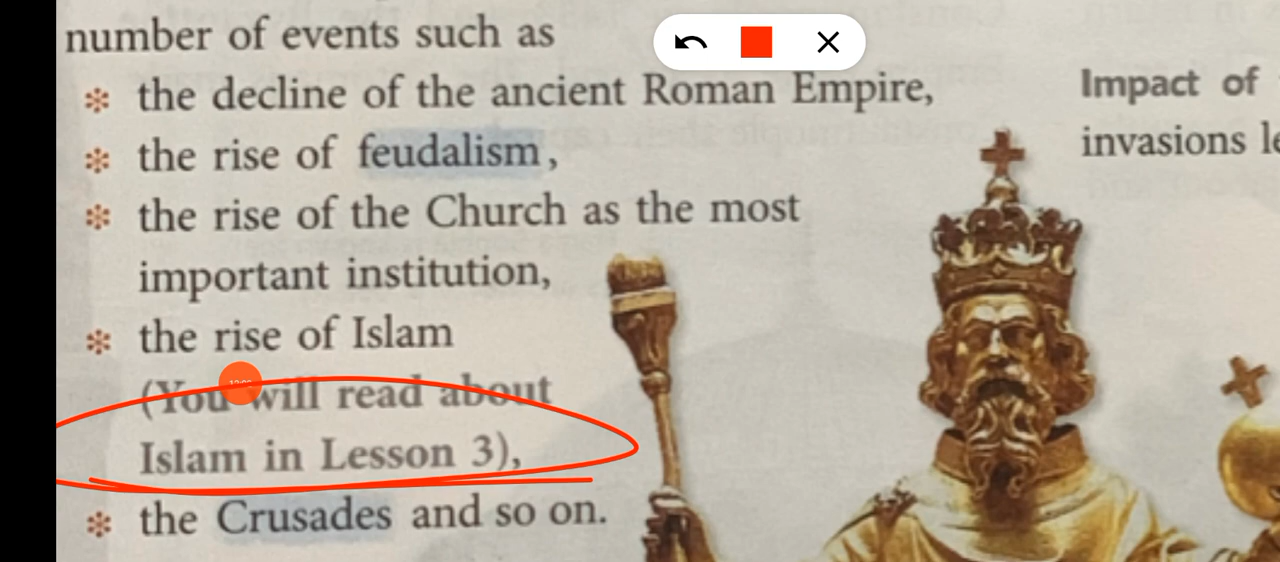 number of events such as
* the decline of the ancient Roman Empire,
* the rise of feudalism,
* the rise of the Church as the most
important institution,
* the rise of Islam
(You will read about
Islam in Lesson 3),
* the Crusades and so on.
Impact of
invasions